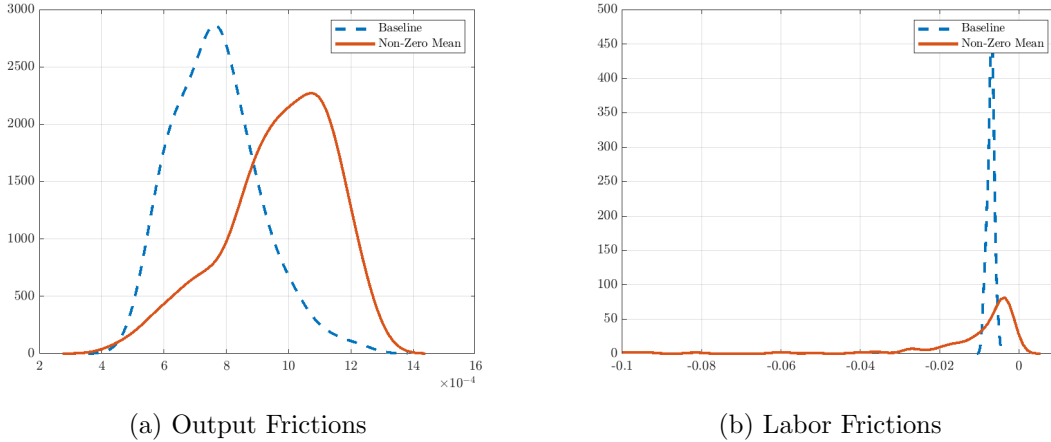 3000
2500
2000
1500
1000
500
0
Baseline
Non-Zero Mean
2 4 6 8 10 12 14 16
×10⁻⁴
(a) Output Frictions
500
450
400
350
300
250
200
150
100
50
0
Baseline
Non-Zero Mean
-0.1 -0.08 -0.06 -0.04 -0.02 0
(b) Labor Frictions